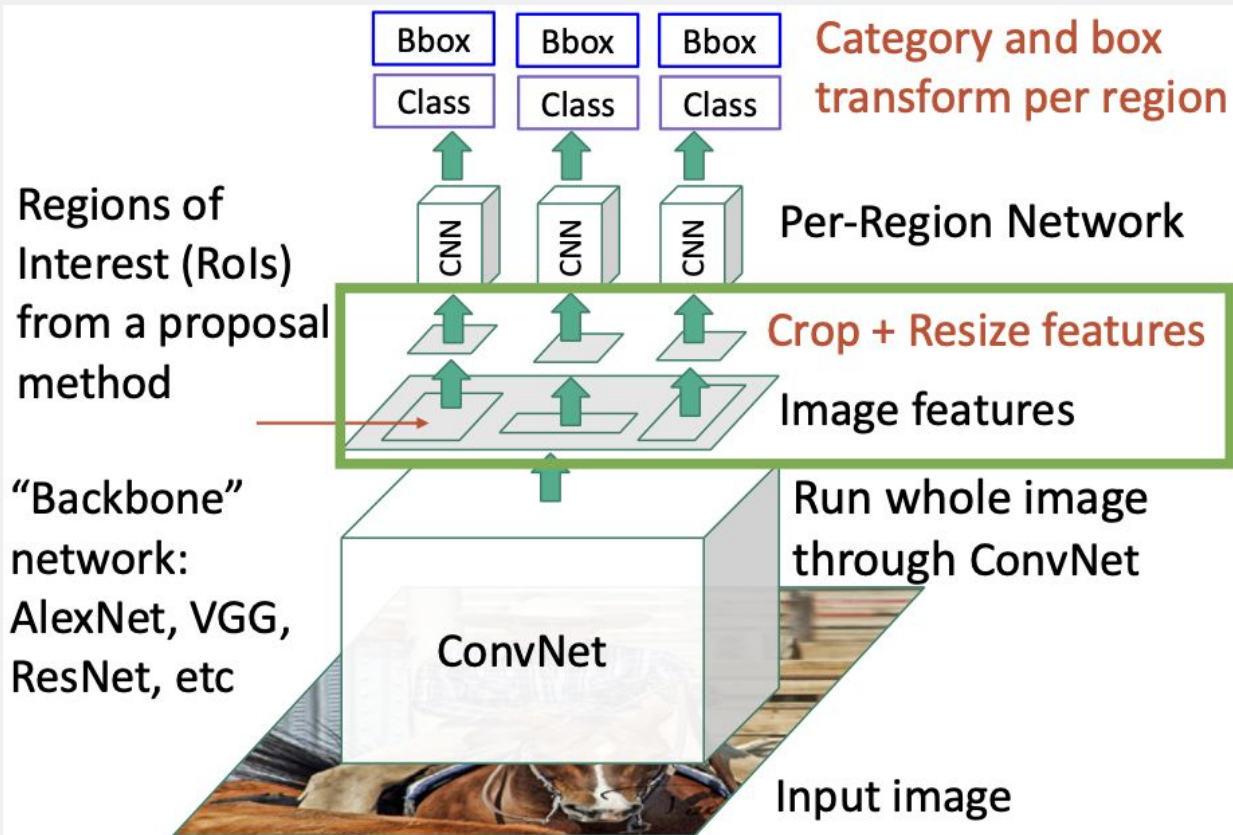 Bbox Bbox Bbox
Class Class Class
Category and box
transform per region
CNN CNN CNN
Per-Region Network
Regions of
Interest (RoIs)
from a proposal
method
Crop + Resize features
Image features
“Backbone”
network:
AlexNet, VGG,
ResNet, etc
Run whole image
through ConvNet
ConvNet
Input image